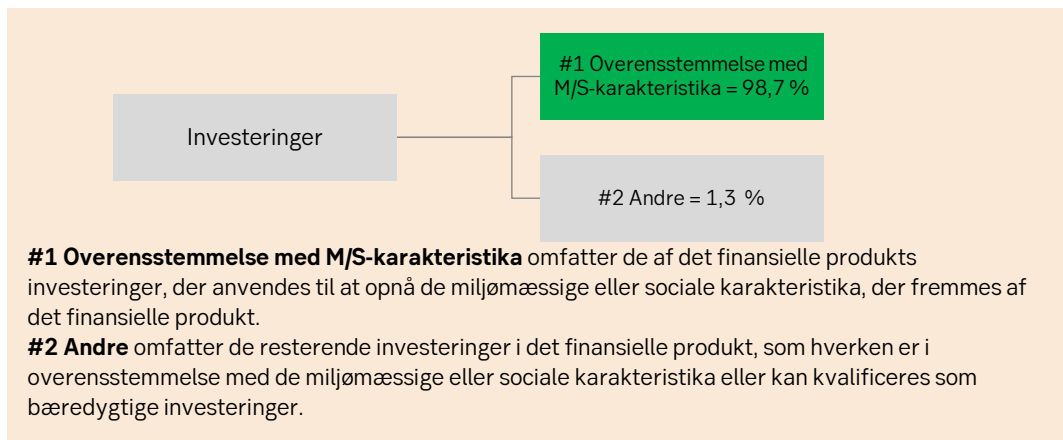 #1 Overensstemmelse med
M/S-karakteristika = 98,7 %
Investeringer
#2 Andre = 1,3 %
#1 Overensstemmelse med M/S-karakteristika omfatter de af det finansielle produkts
investeringer, der anvendes til at opnå de miljømæssige eller sociale karakteristika, der fremmes af
det finansielle produkt.
#2 Andre omfatter de resterende investeringer i det finansielle produkt, som hverken er i
overensstemmelse med de miljømæssige eller sociale karakteristika eller kan kvalificeres som
bæredygtige investeringer.